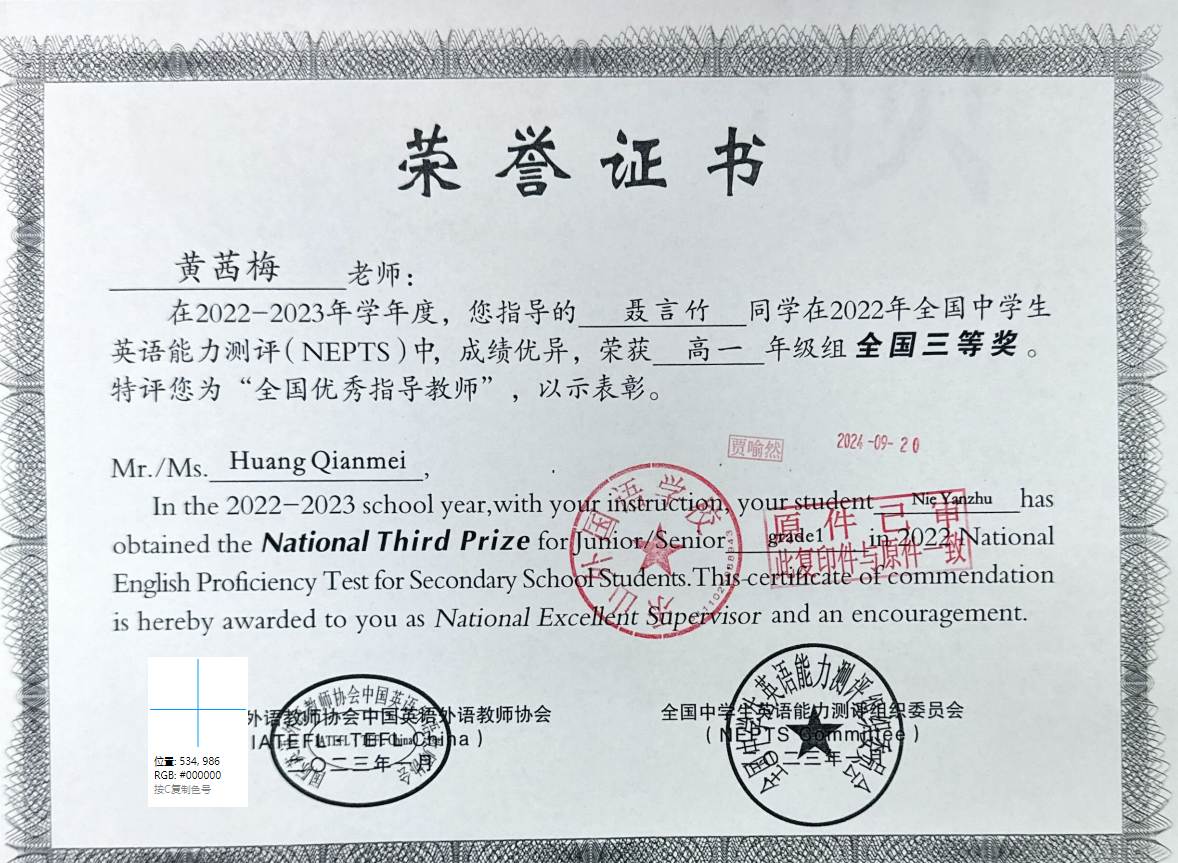 荣誉证书
黄茜梅 老师：
在2022-2023年学年度，您指导的 聂言竹 同学在2022年全国中学生
英语能力测评(NEPTS)中，成绩优异，荣获 高一 年级组 全国三等奖。
特评您为“全国优秀指导教师”，以示表彰。
贾喻然 2024-09-20
Mr./Ms. Huang Qianmei ,
In the 2022-2023 school year,with your instruction, your student Nie Yanzhu has
obtained the National Third Prize for Junior/Senior grade1 in 2022 National
English Proficiency Test for Secondary School Students.This certificate of commendation
is hereby awarded to you as National Excellent Supervisor and an encouragement.
原件已审
此复印件与原件一致
外国语学校
外语教师协会中国英语外语教师协会
IATEFL · TEFL China )
二三年一月
全国中学生英语能力测评组织委员会
( NEPTS Committee )
二三年一
位置: 534, 986
RGB: #000000
按C复制色号